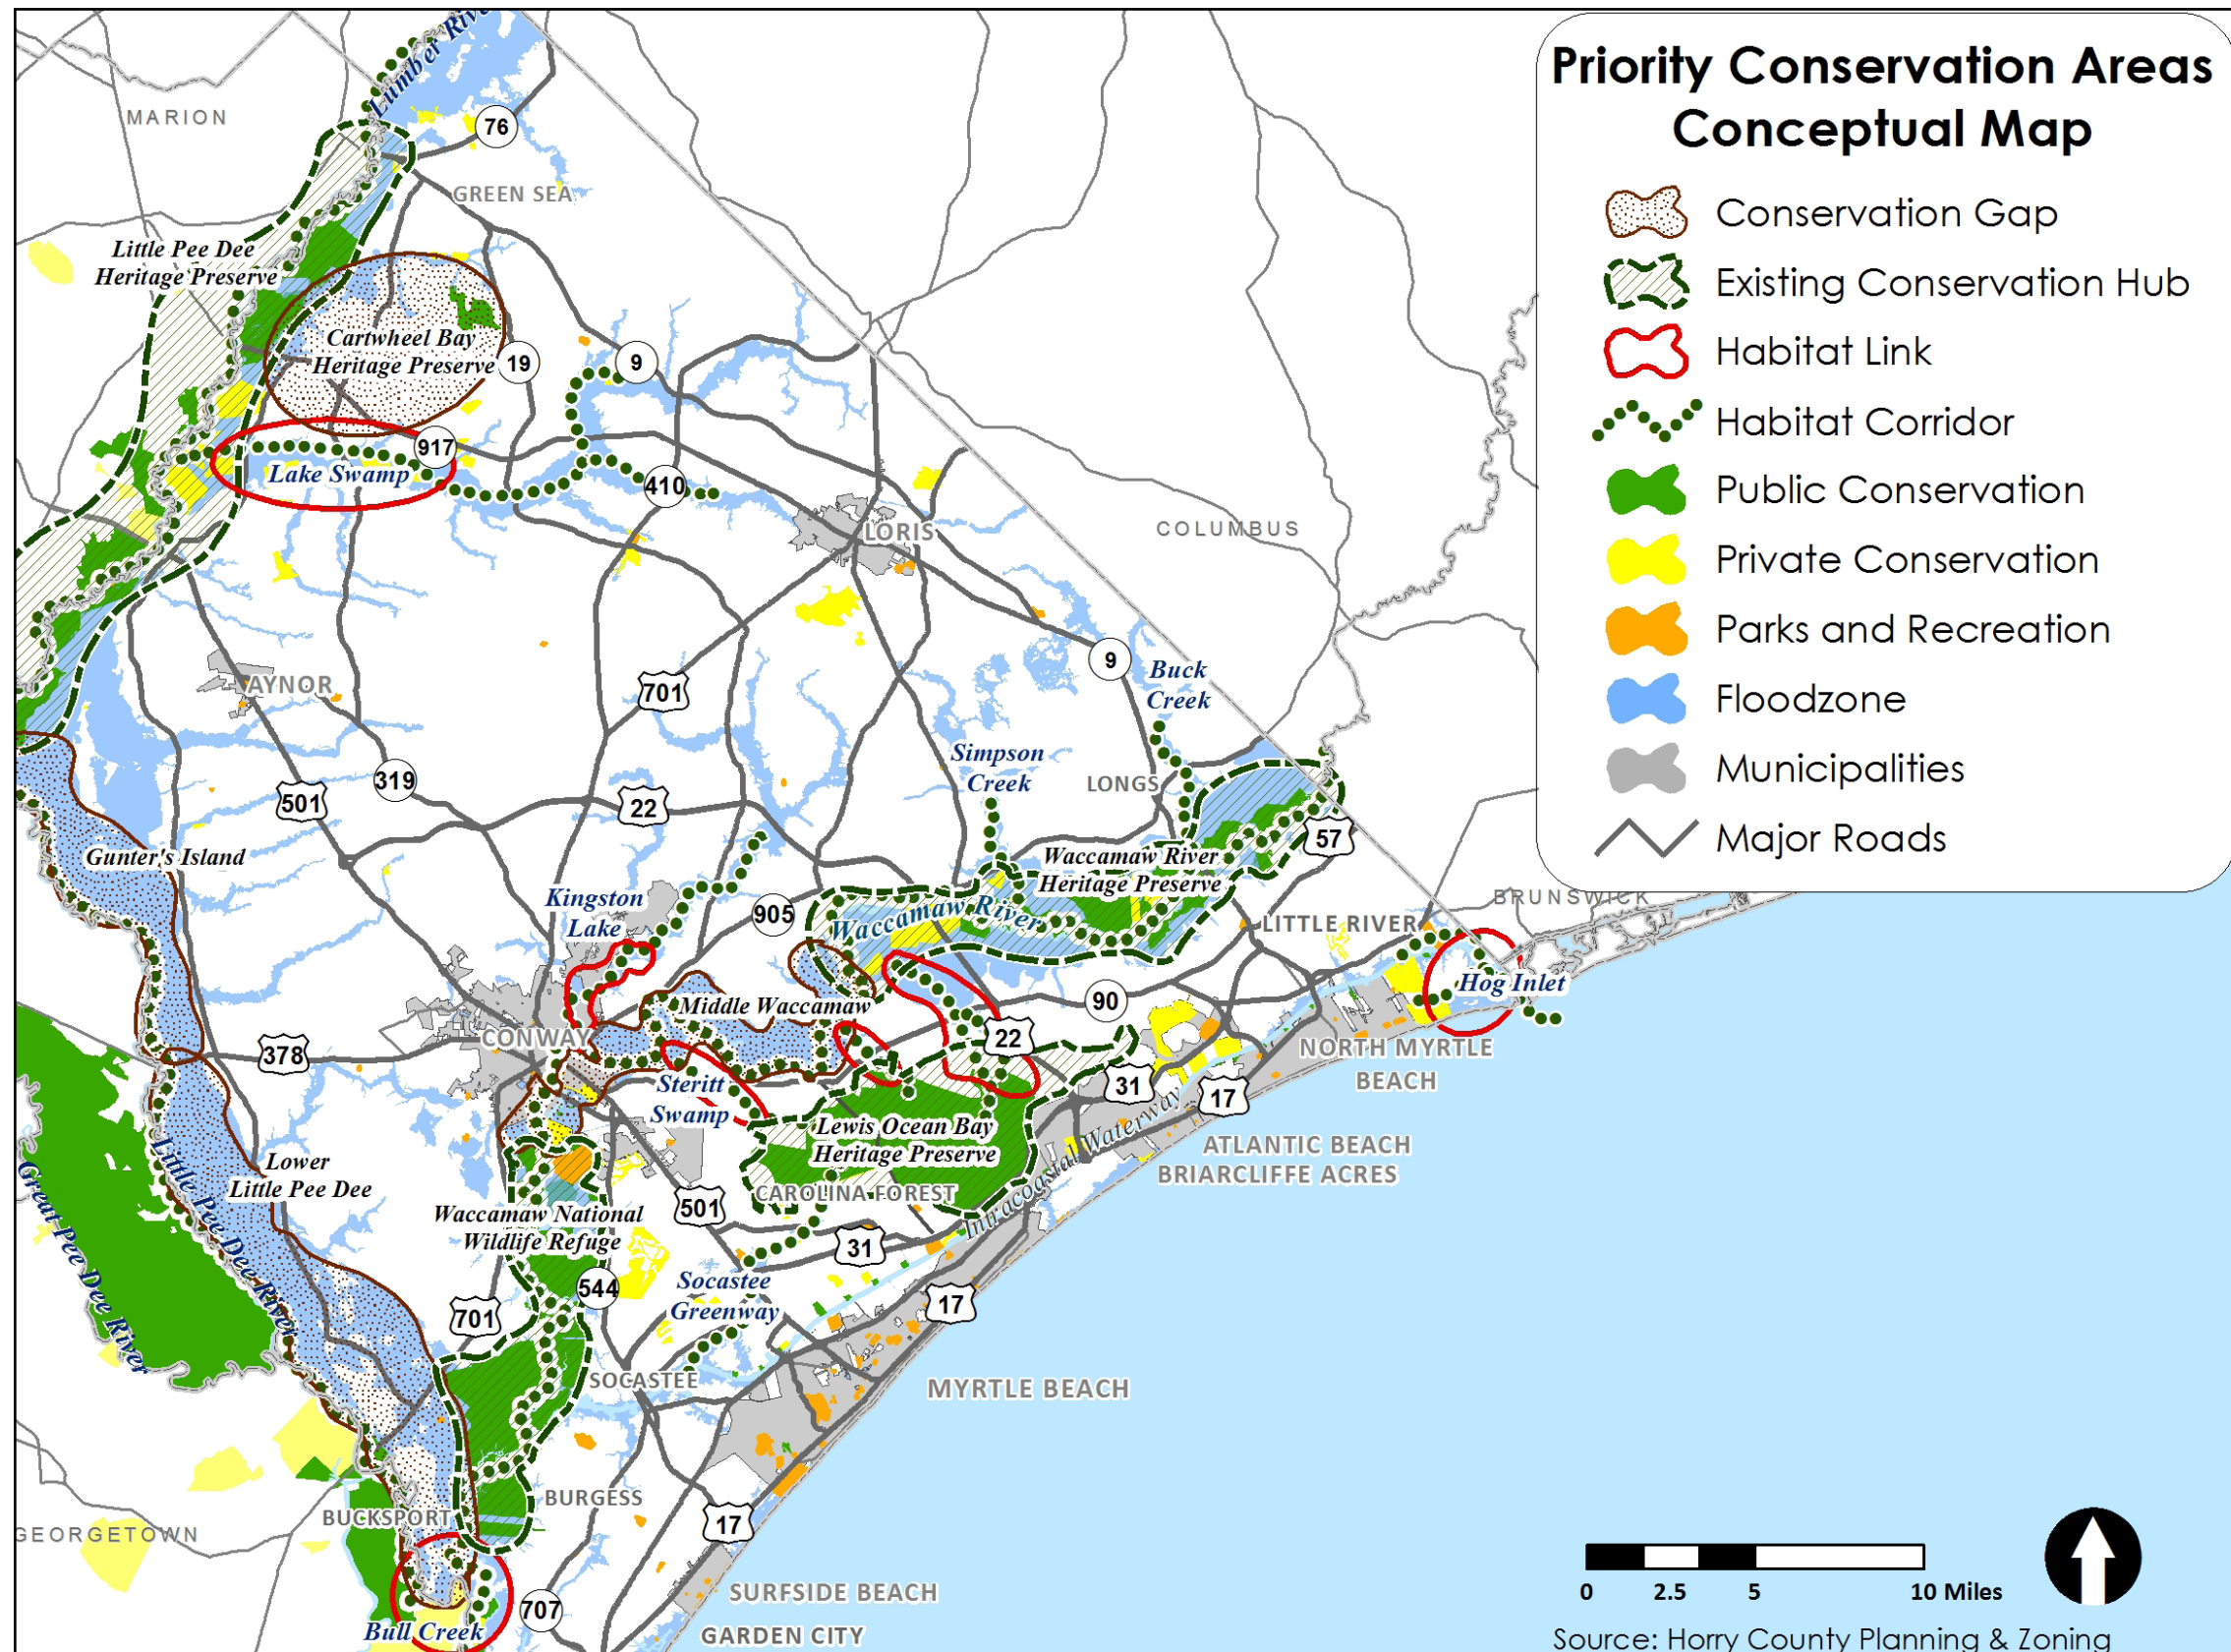 Priority Conservation Areas
Conceptual Map
Conservation Gap
Existing Conservation Hub
Habitat Link
Habitat Corridor
Public Conservation
Private Conservation
Parks and Recreation
Floodzone
Municipalities
Major Roads
Lumber River
MARION
76
GREEN SEA
Little Pee Dee
Heritage Preserve
Cartwheel Bay
Heritage Preserve
19
9
917
Lake Swamp
410
LORIS
COLUMBUS
9
Buck
Creek
AYNOR
701
Simpson
Creek
LONGS
319
501
22
57
Gunter's Island
Waccamaw River
Heritage Preserve
Kingston
Lake
905
Waccamaw River
LITTLE RIVER
BRUNSWICK
Hog Inlet
Middle Waccamaw
90
CONWAY
22
NORTH MYRTLE
BEACH
378
Steritt
Swamp
31
17
Lewis Ocean Bay
Heritage Preserve
Intracoastal Waterway
ATLANTIC BEACH
BRIARCLIFFE ACRES
Great Pee Dee River
Little Pee Dee River
Lower
Little Pee Dee
CAROLINA FOREST
Waccamaw National
Wildlife Refuge
501
31
544
Socastee
Greenway
17
701
SOCASTEE
MYRTLE BEACH
BURGESS
BUCKSPORT
GEORGETOWN
17
707
SURFSIDE BEACH
Bull Creek
GARDEN CITY
0 2.5 5 10 Miles
Source: Horry County Planning & Zoning